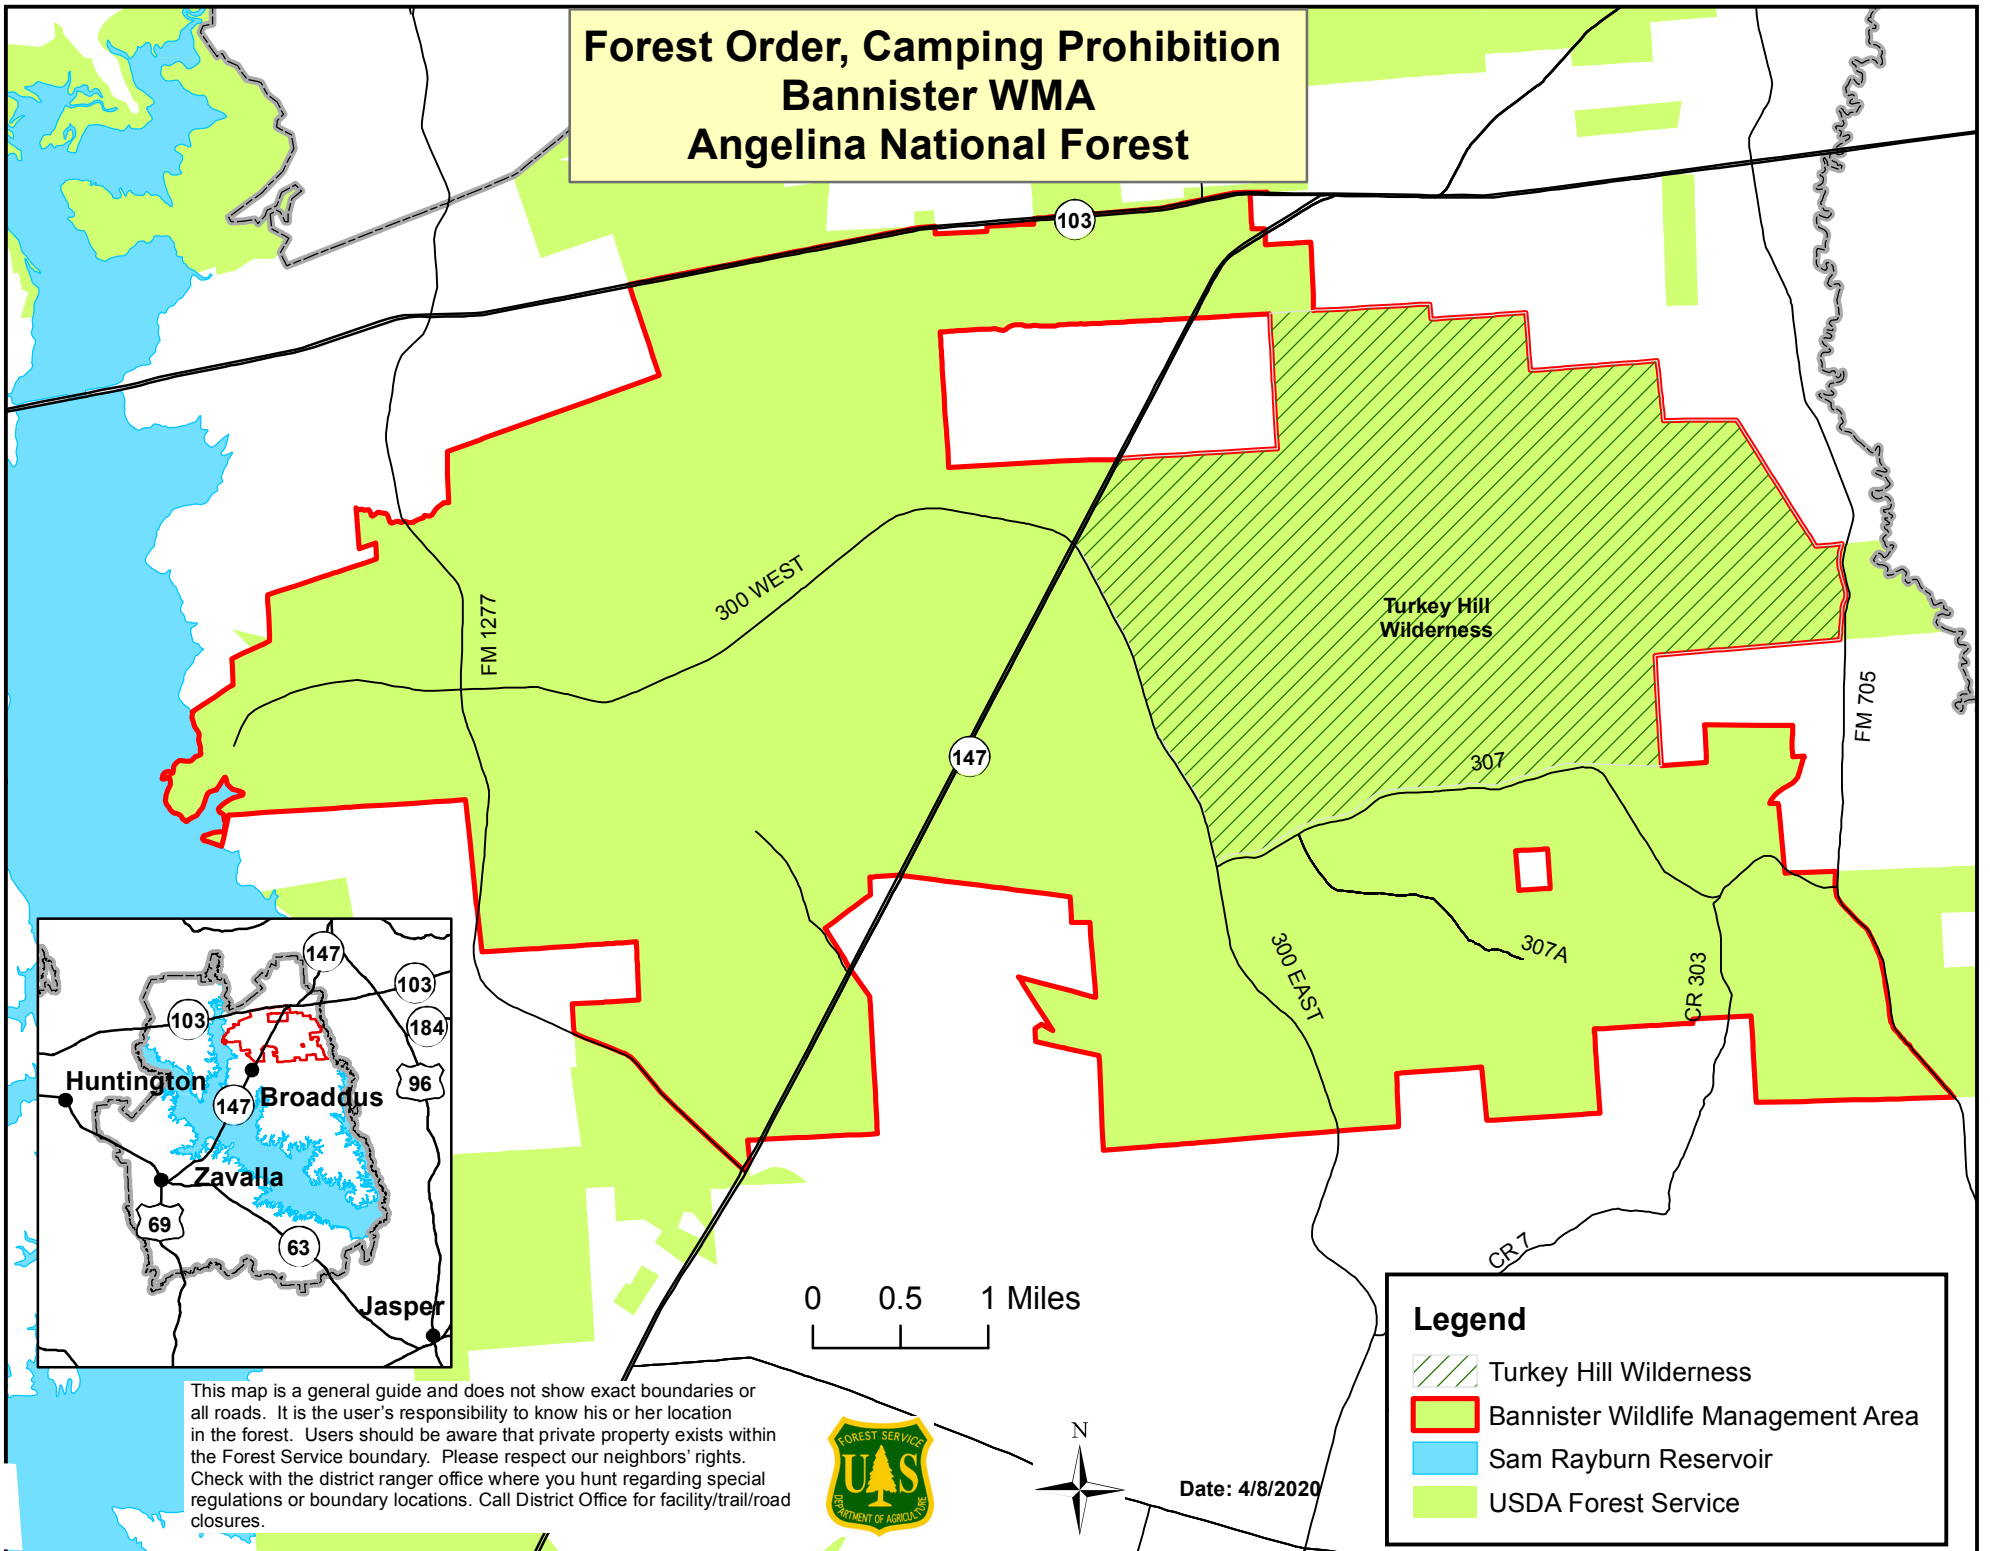 Forest Order, Camping Prohibition
Bannister WMA
Angelina National Forest
103
300 WEST
FM 1277
Turkey Hill
Wilderness
FM 705
147
307
307A
300 EAST
CR 303
CR 7
147
103
103
184
96
Huntington
147
Broaddus
Zavalla
69
63
Jasper
0 0.5 1 Miles
This map is a general guide and does not show exact boundaries or
all roads. It is the user's responsibility to know his or her location
in the forest. Users should be aware that private property exists within
the Forest Service boundary. Please respect our neighbors' rights.
Check with the district ranger office where you hunt regarding special
regulations or boundary locations. Call District Office for facility/trail/road
closures.
FOREST SERVICE
U S
DEPARTMENT OF AGRICULTURE
N
Date: 4/8/2020
Legend
Turkey Hill Wilderness
Bannister Wildlife Management Area
Sam Rayburn Reservoir
USDA Forest Service